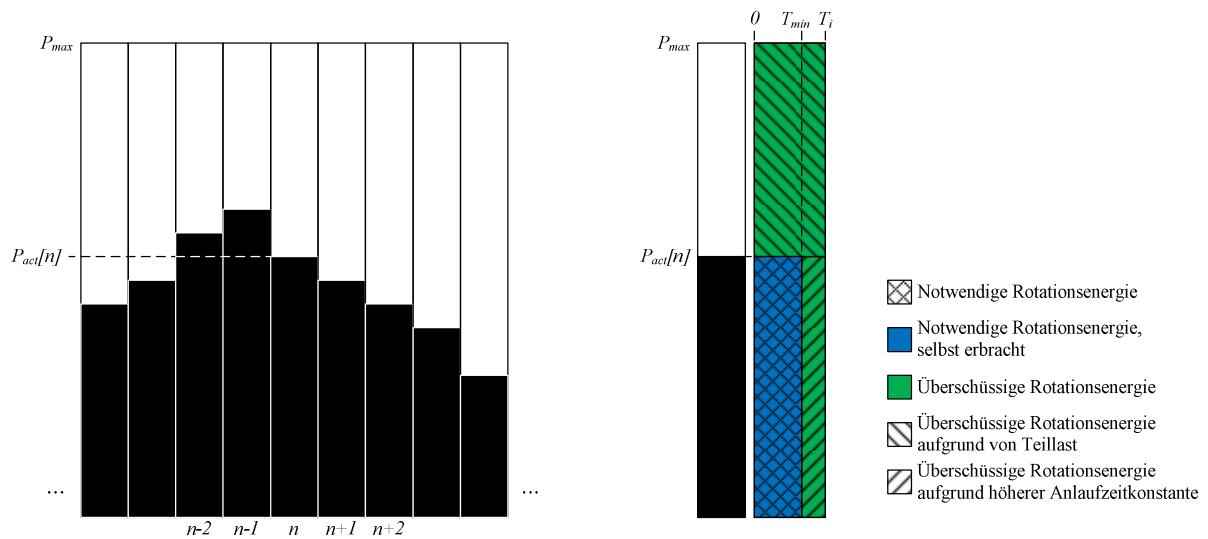 P_max
P_act[n]
...
...
n-2 n-1 n n+1 n+2
0 T_min T_i
P_max
P_act[n]
Notwendige Rotationsenergie
Notwendige Rotationsenergie,
selbst erbracht
Überschüssige Rotationsenergie
Überschüssige Rotationsenergie
aufgrund von Teillast
Überschüssige Rotationsenergie
aufgrund höherer Anlaufzeitkonstante